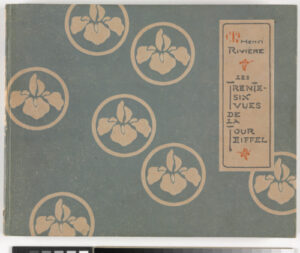 Henri
RIVIÈRE
LES
TRENTE-
SIX
VUES
DE
LA
TOUR
EIFFEL